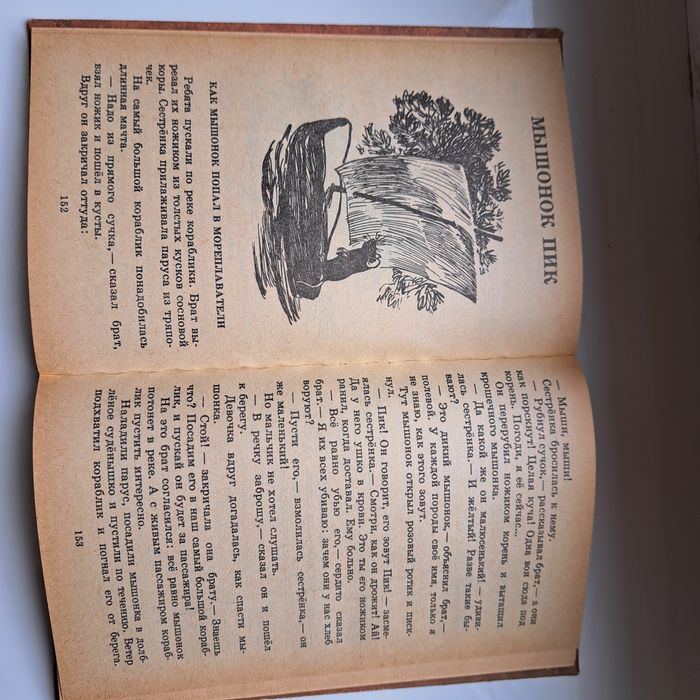 МЫШОНОК ПИК
КАК МЫШОНОК ПОПАЛ В МОРЕПЛАВАТЕЛИ
Ребята пускали по реке кораблики. Брат вы-
резал их ножиком из толстых кусков сосновой
коры. Сестрёнка прилаживала паруса из тряпо-
чек.
На самый большой кораблик понадобилась
длинная мачта.
— Надо из прямого сучка,— сказал брат,
взял ножик и пошёл в кусты.
Вдруг он закричал оттуда:
152
— Мыши, мыши!
Сестрёнка бросилась к нему.
— Рубнул сучок,— рассказывал брат,— а они
как порскнут! Целая куча! Одна вон сюда под
корень. Погоди, я её сейчас...
Он перерубил ножиком корень и вытащил
крошечного мышонка.
— Да какой же он малюсенький! — удиви-
лась сестрёнка.— И жёлтый! Разве такие бы-
вают?
— Это дикий мышонок,— объяснил брат,—
полевой. У каждой породы своё имя, только я
не знаю, как этого зовут.
Тут мышонок открыл розовый ротик и писк-
нул.
— Пик! Он говорит, его зовут Пик! — засме-
ялась сестрёнка.— Смотри, как он дрожит! Ай!
Да у него ушко в крови. Это ты его ножиком
ранил, когда доставал. Ему больно.
— Всё равно убью его,— сердито сказал
брат.— Я их всех убиваю: зачем они у нас хлеб
воруют?
— Пусти его,— взмолилась сестрёнка,— он
же маленький!
Но мальчик не хотел слушать.
— В речку заброшу,— сказал он и пошёл
к берегу.
Девочка вдруг догадалась, как спасти мы-
шонка.
— Стой! — закричала она брату.— Знаешь
что? Посадим его в наш самый большой кораб-
лик, и пускай он будет за пассажира!
На это брат согласился: всё равно мышонок
потонет в реке. А с живым пассажиром кораб-
лик пустить интересно.
Наладили парус, посадили мышонка в долб-
лёное судёнышко и пустили по течению. Ветер
подхватил кораблик и погнал его от берега.
153